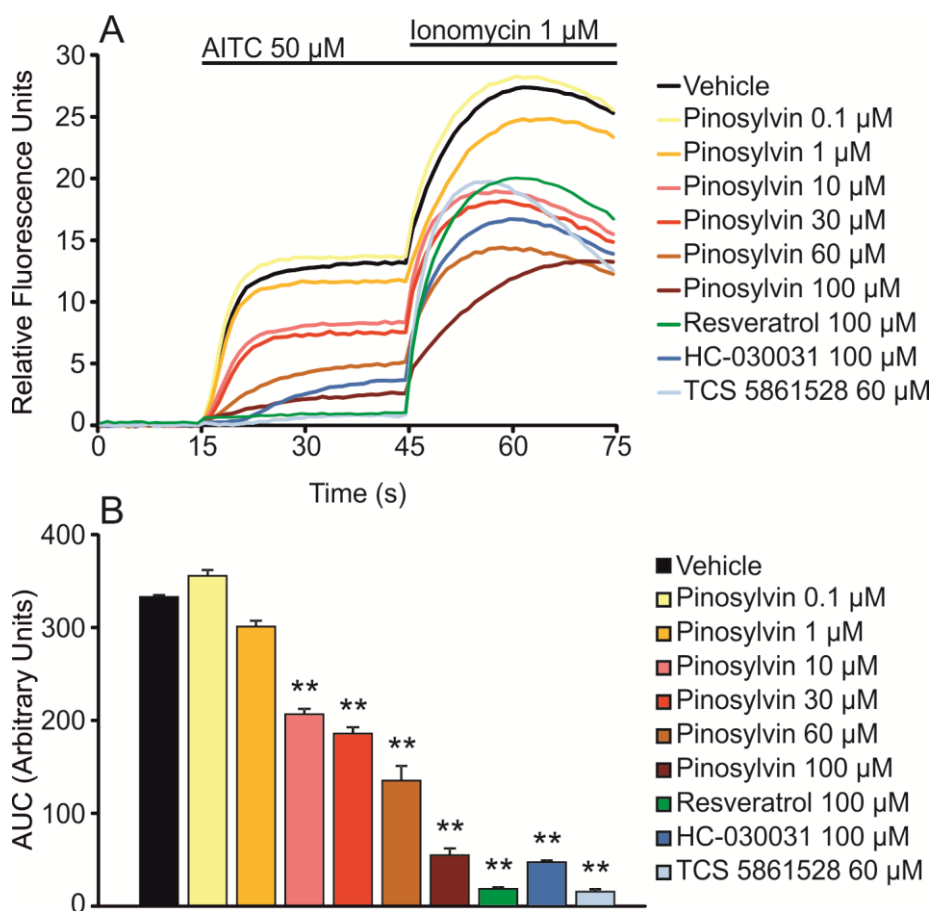 A
Ionomycin 1 µM
AITC 50 µM
Relative Fluorescence Units
30
25
20
15
10
5
0
0
15
30
45
60
75
Time (s)
Vehicle
Pinosylvin 0.1 µM
Pinosylvin 1 µM
Pinosylvin 10 µM
Pinosylvin 30 µM
Pinosylvin 60 µM
Pinosylvin 100 µM
Resveratrol 100 µM
HC-030031 100 µM
TCS 5861528 60 µM
B
AUC (Arbitrary Units)
400
300
200
100
0
**
**
**
**
**
**
**
Vehicle
Pinosylvin 0.1 µM
Pinosylvin 1 µM
Pinosylvin 10 µM
Pinosylvin 30 µM
Pinosylvin 60 µM
Pinosylvin 100 µM
Resveratrol 100 µM
HC-030031 100 µM
TCS 5861528 60 µM